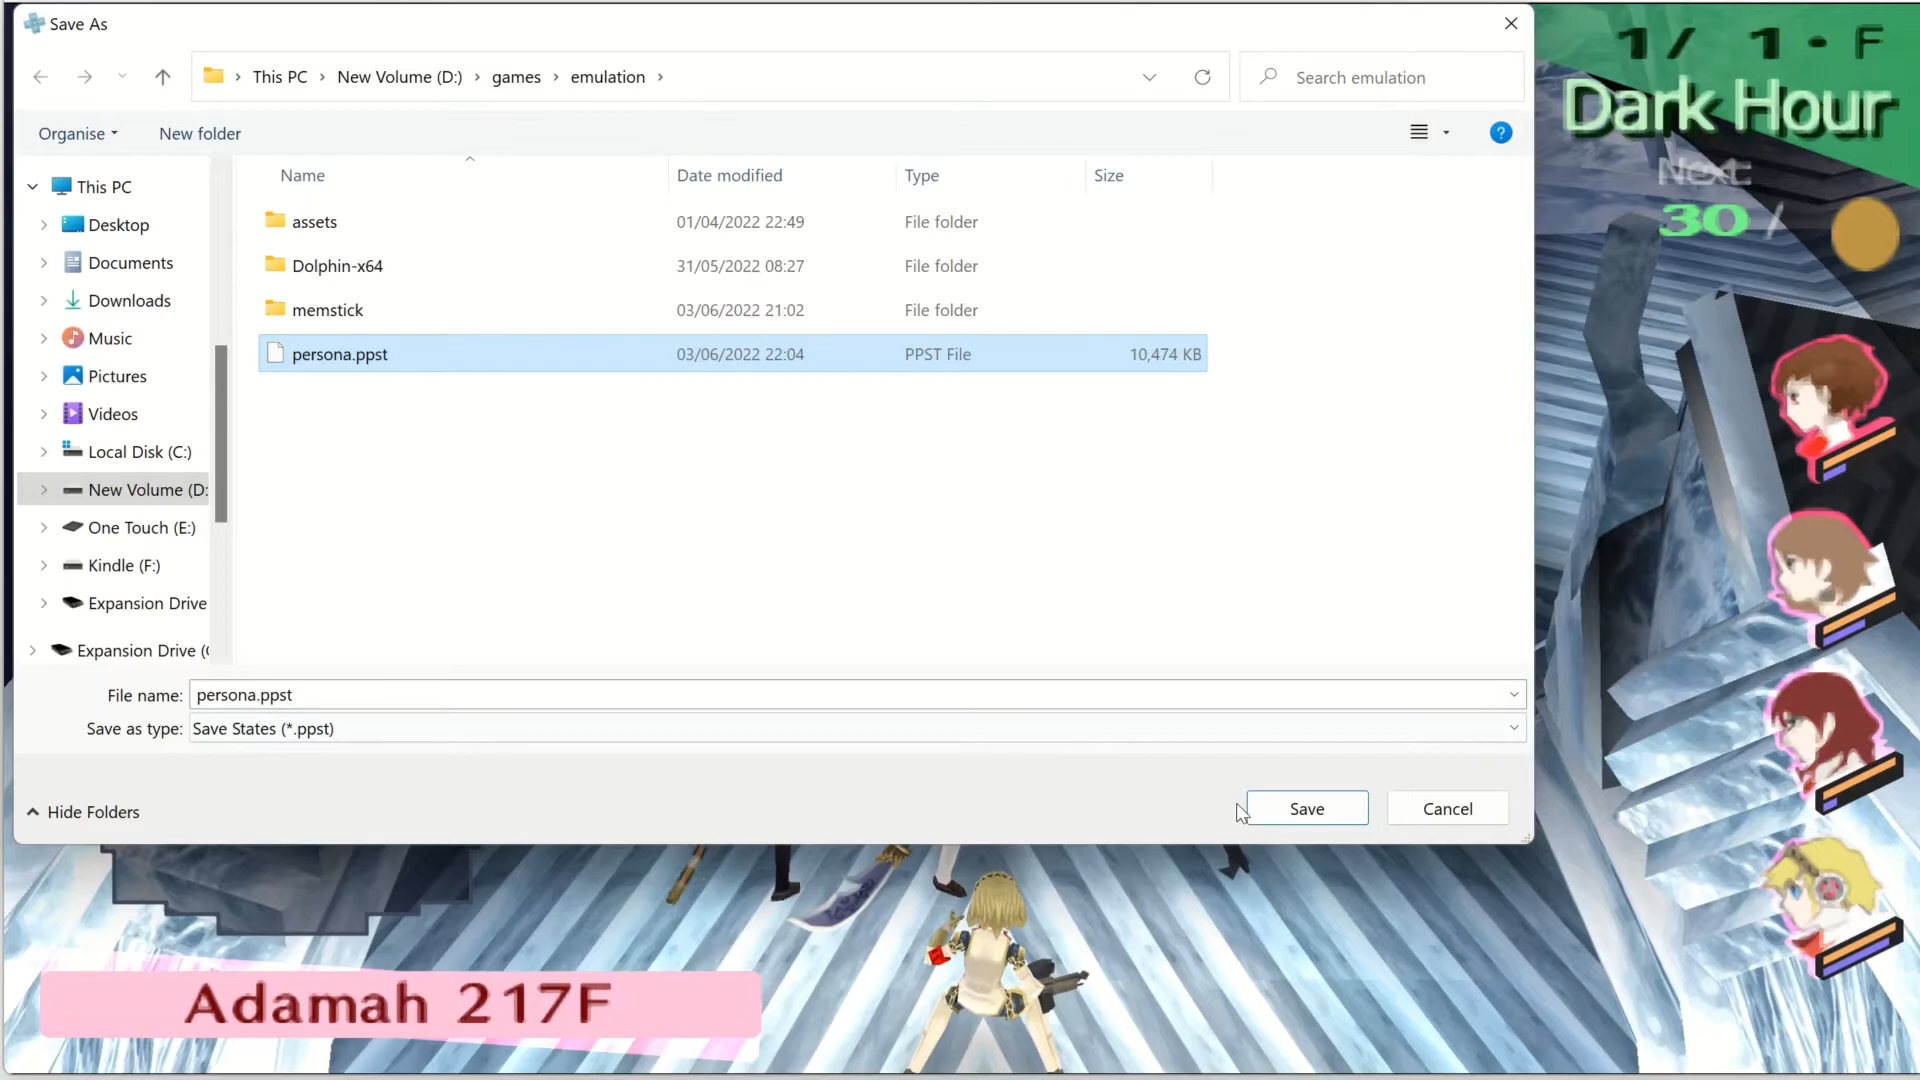 Save As
This PC > New Volume (D:) > games > emulation >
Search emulation
Organise
New folder
Name
Date modified
Type
Size
assets 01/04/2022 22:49 File folder
Dolphin-x64 31/05/2022 08:27 File folder
memstick 03/06/2022 21:02 File folder
persona.ppst 03/06/2022 22:04 PPST File 10,474 KB
This PC
Desktop
Documents
Downloads
Music
Pictures
Videos
Local Disk (C:)
New Volume (D:
One Touch (E:)
Kindle (F:)
Expansion Drive
Expansion Drive (
File name: persona.ppst
Save as type: Save States (*.ppst)
Hide Folders
Save
Cancel
1/ 1 • F
Dark Hour
Next:
30 /
Adamah 217F